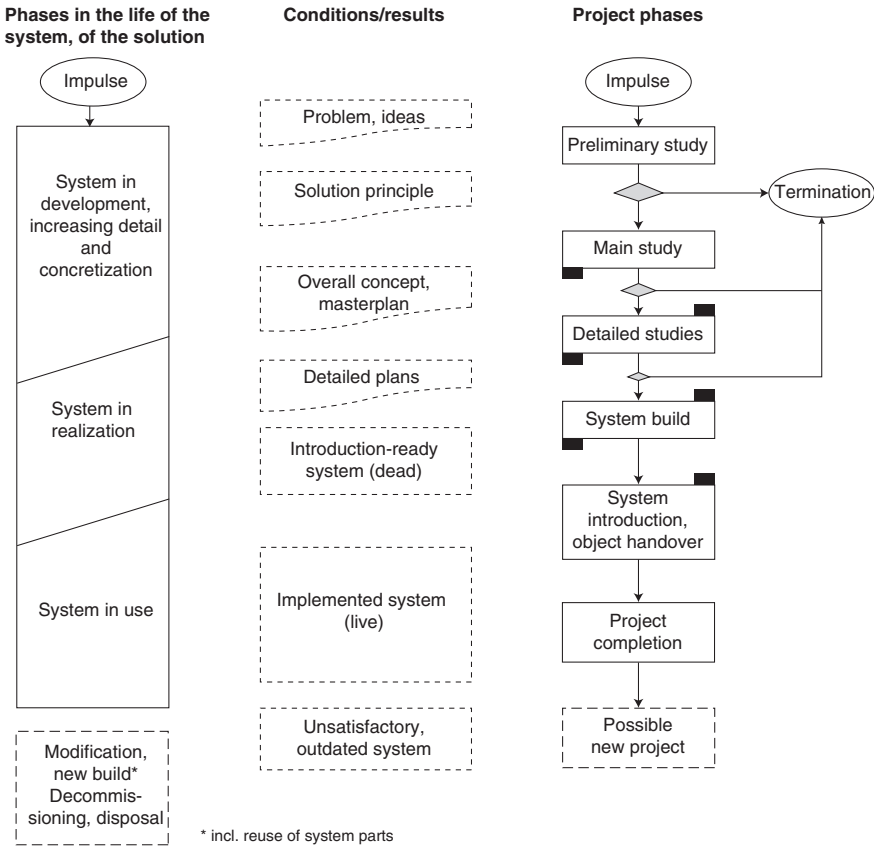 Phases in the life of the
system, of the solution
Impulse
System in
development,
increasing detail
and
concretization
System in
realization
System in use
Modification,
new build*
Decommis-
sioning, disposal
Conditions/results
Problem, ideas
Solution principle
Overall concept,
masterplan
Detailed plans
Introduction-ready
system (dead)
Implemented system
(live)
Unsatisfactory,
outdated system
Project phases
Impulse
Preliminary study
Termination
Main study
Detailed studies
System build
System
introduction,
object handover
Project
completion
Possible
new project
* incl. reuse of system parts